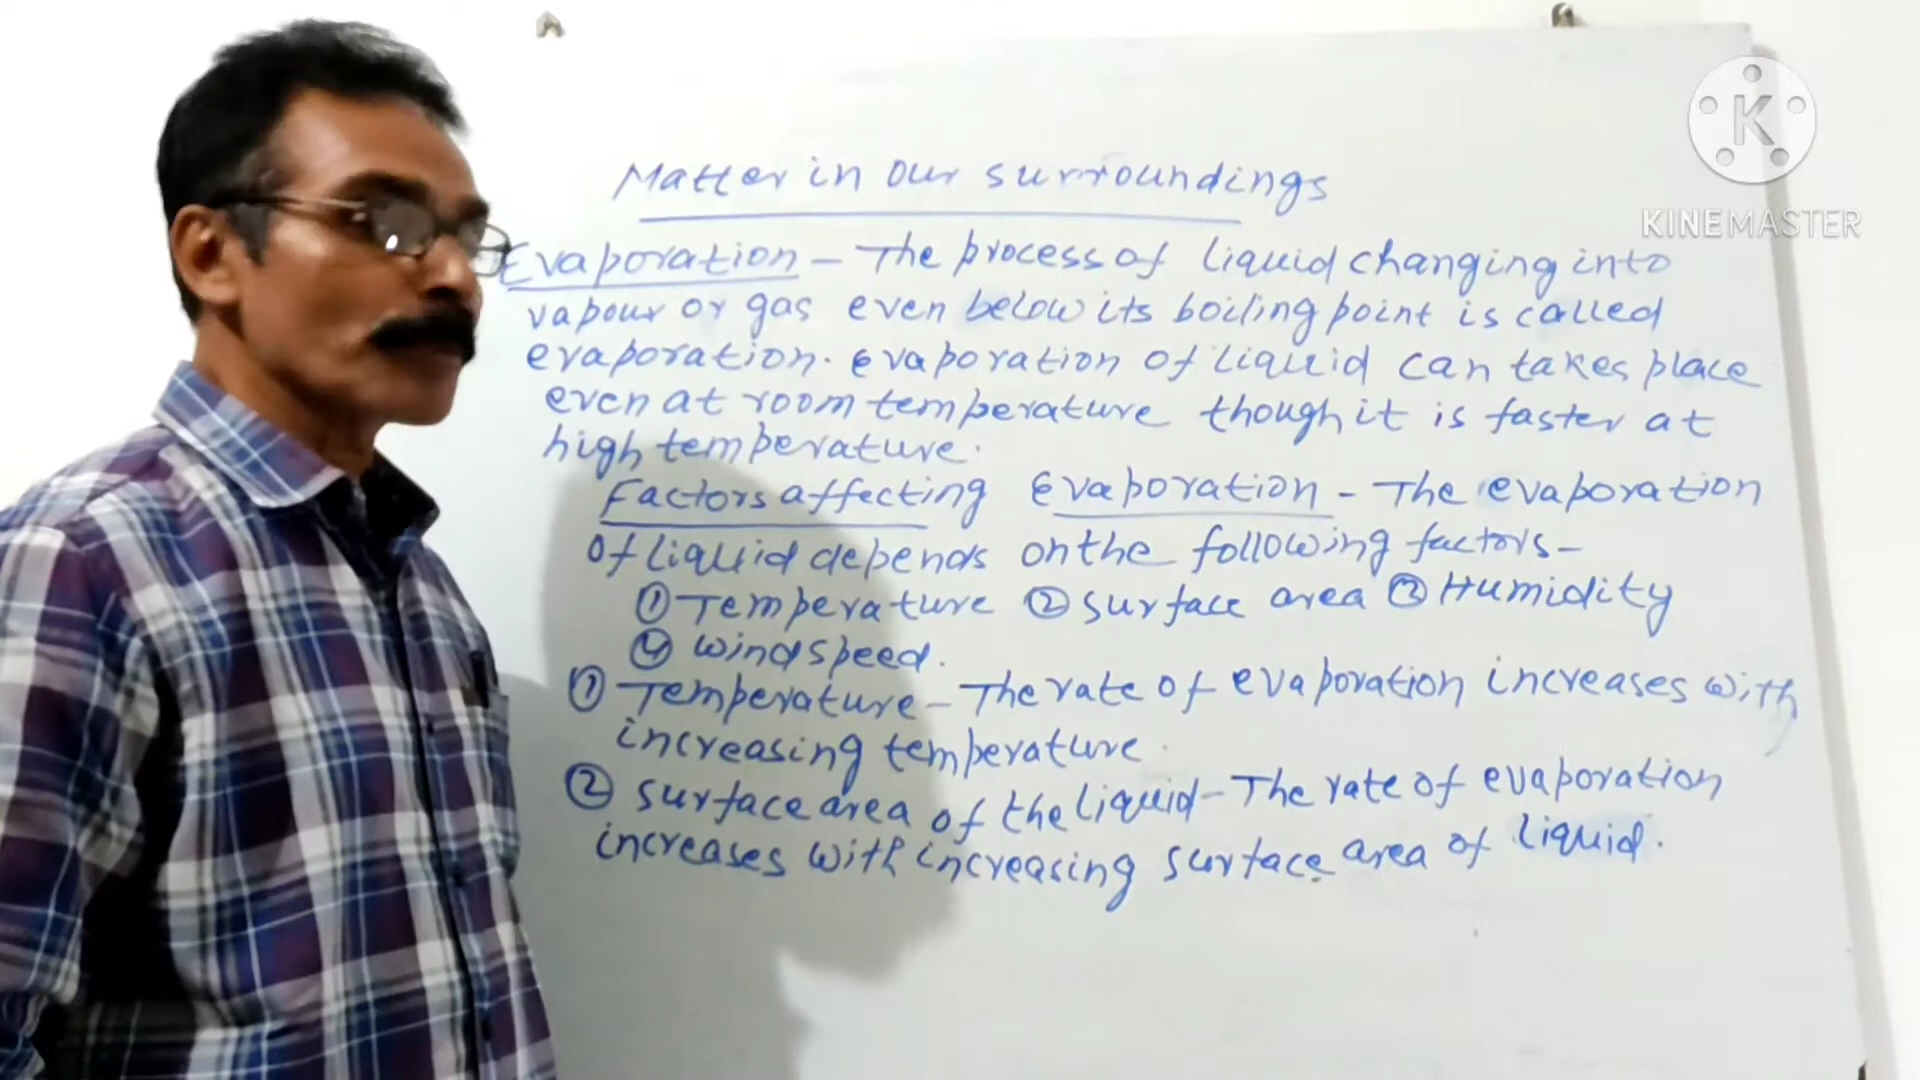 Matter in our surroundings
Evaporation - The process of liquid changing into
vapour or gas even below its boiling point is called
evaporation. Evaporation of liquid can takes place
even at room temperature though it is faster at
high temperature.
Factors affecting Evaporation - The evaporation
of liquid depends on the following factors-
① Temperature ② surface area ③ Humidity
④ wind speed.
① Temperature - The rate of evaporation increases with
increasing temperature.
② surface area of the liquid - The rate of evaporation
increases with increasing surface area of liquid.
K
KINEMASTER